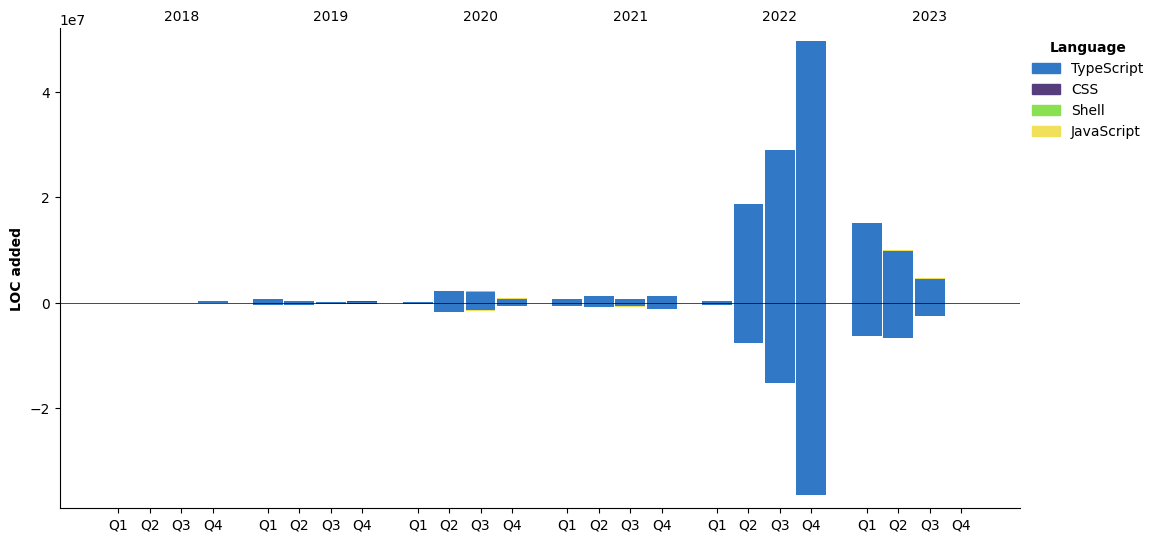 1e7
2018 2019 2020 2021 2022 2023
Language
TypeScript
CSS
Shell
JavaScript
LOC added
4
2
0
−2
Q1 Q2 Q3 Q4 Q1 Q2 Q3 Q4 Q1 Q2 Q3 Q4 Q1 Q2 Q3 Q4 Q1 Q2 Q3 Q4 Q1 Q2 Q3 Q4